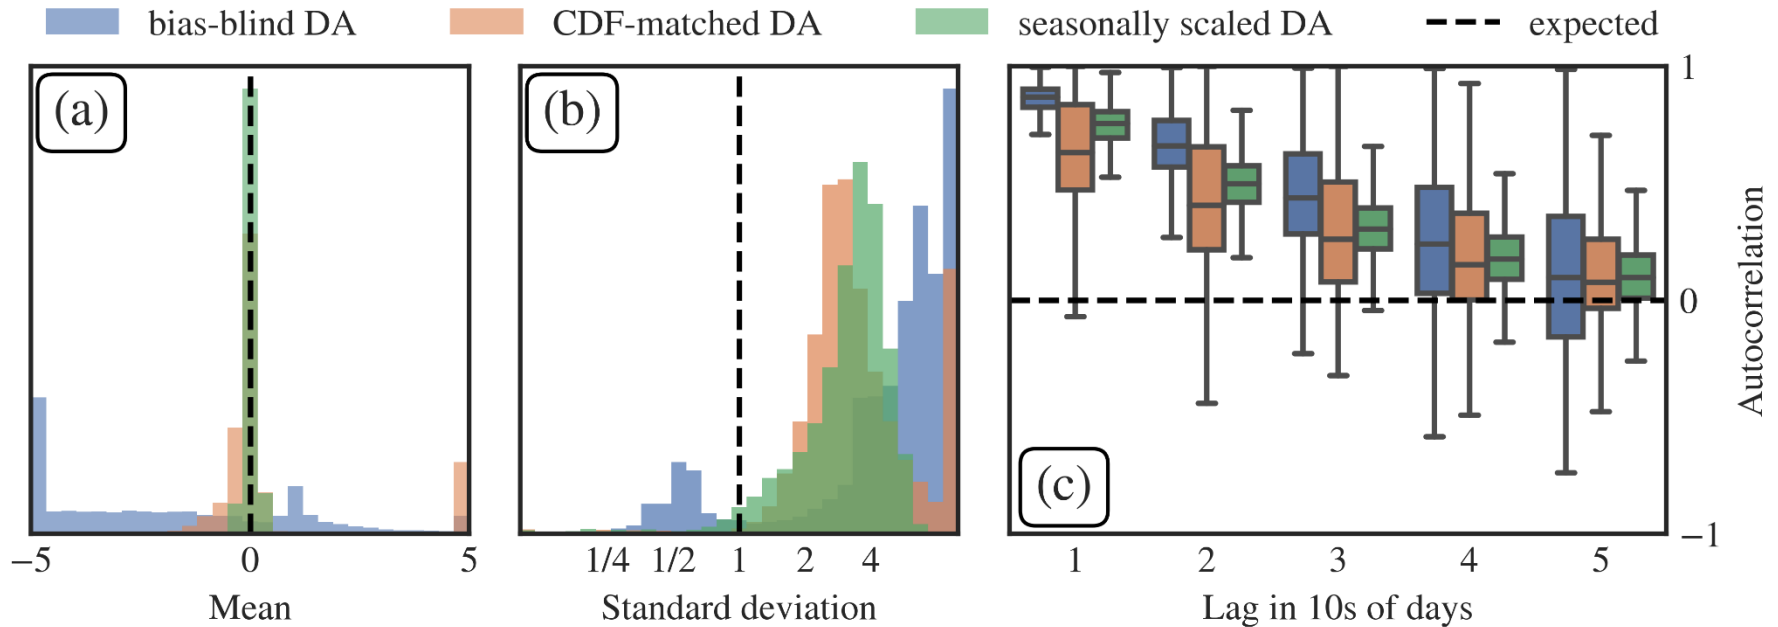 bias-blind DA CDF-matched DA seasonally scaled DA expected
(a)
−5 0 5
Mean
(b)
1/4 1/2 1 2 4
Standard deviation
(c)
1
0
−1
Autocorrelation
1 2 3 4 5
Lag in 10s of days